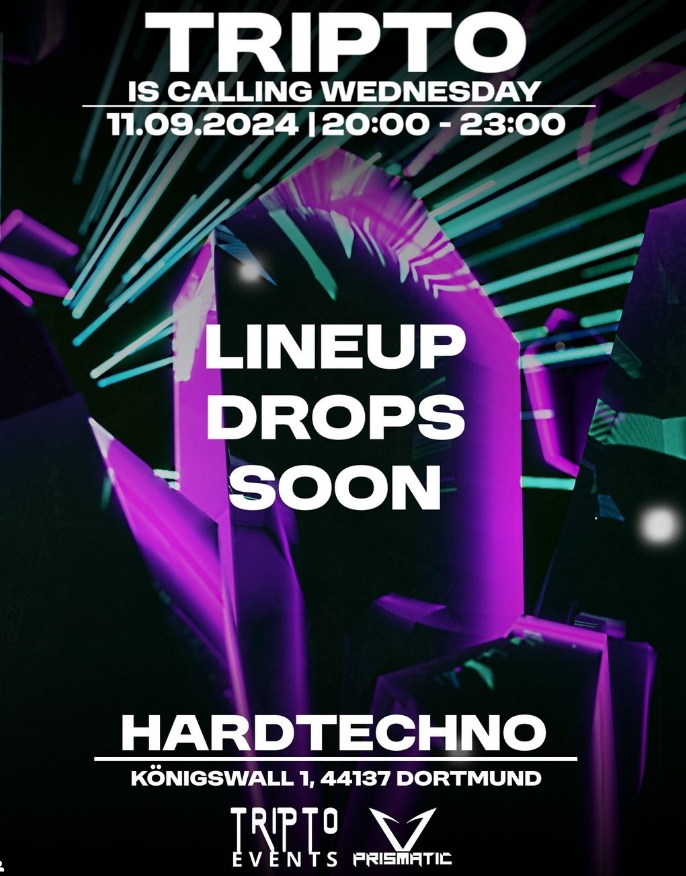 TRIPTO
IS CALLING WEDNESDAY
11.09.2024 | 20:00 - 23:00
LINEUP
DROPS
SOON
HARDTECHNO
KÖNIGSWALL 1, 44137 DORTMUND
TRIPTO
EVENTS PRISMATIC